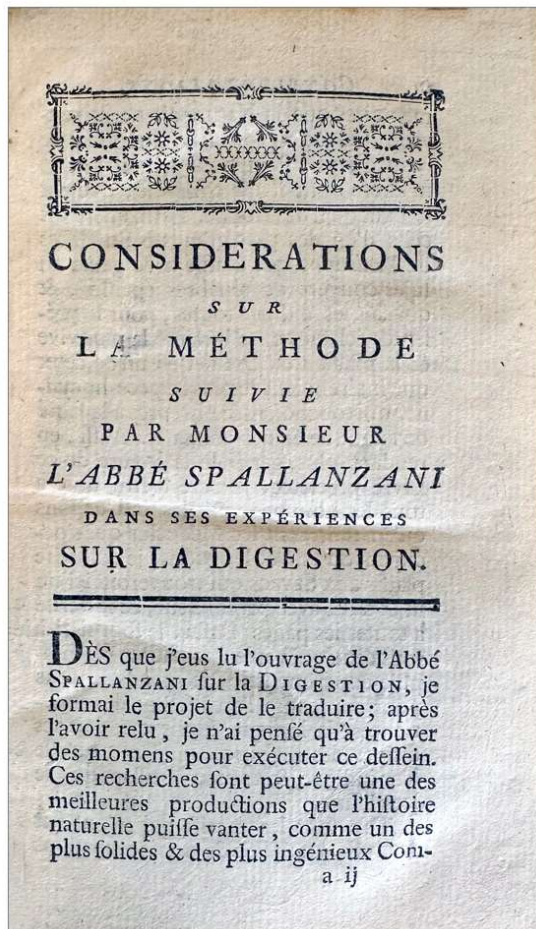 CONSIDERATIONS
SUR
LA MÉTHODE
SUIVIE
PAR MONSIEUR
L'ABBÉ SPALLANZANI
DANS SES EXPÉRIENCES
SUR LA DIGESTION.
DÈS que j'eus lu l'ouvrage de l'Abbé
SPALLANZANI ſur la DIGESTION, je
formai le projet de le traduire; après
l'avoir relu, je n'ai penſé qu'à trouver
des momens pour exécuter ce deſſein.
Ces recherches ſont peut-être une des
meilleures productions que l'hiſtoire
naturelle puiſſe vanter, comme un des
plus ſolides & des plus ingénieux Com-
a ij